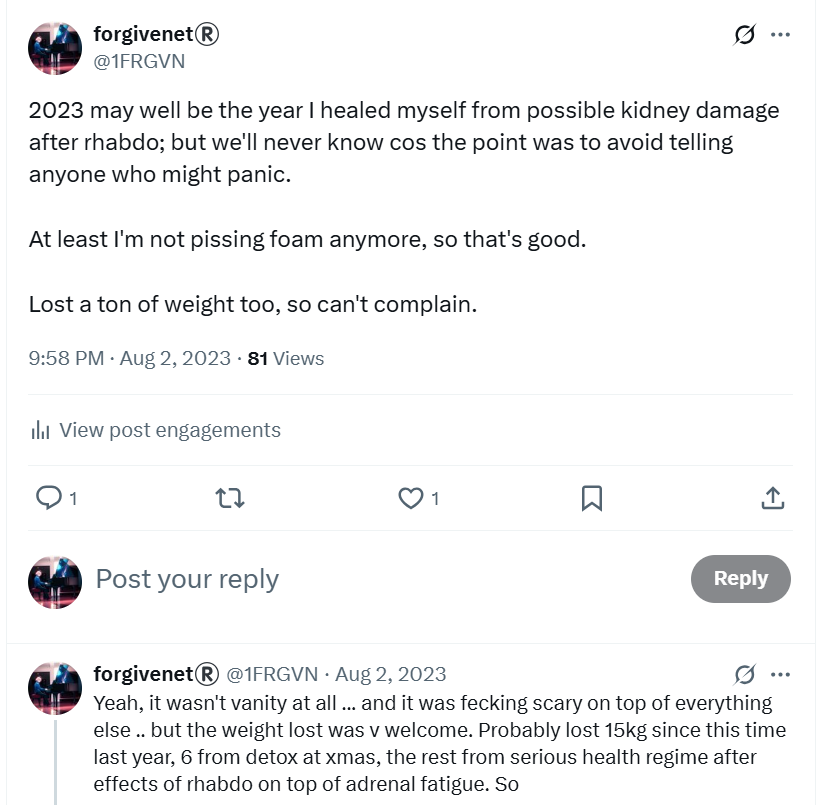 forgivenet®
@1FRGVN
2023 may well be the year I healed myself from possible kidney damage
after rhabdo; but we'll never know cos the point was to avoid telling
anyone who might panic.
At least I'm not pissing foam anymore, so that's good.
Lost a ton of weight too, so can't complain.
9:58 PM · Aug 2, 2023 · 81 Views
View post engagements
1 1
Post your reply
Reply
forgivenet® @1FRGVN · Aug 2, 2023
Yeah, it wasn't vanity at all ... and it was fecking scary on top of everything
else .. but the weight lost was v welcome. Probably lost 15kg since this time
last year, 6 from detox at xmas, the rest from serious health regime after
effects of rhabdo on top of adrenal fatigue. So